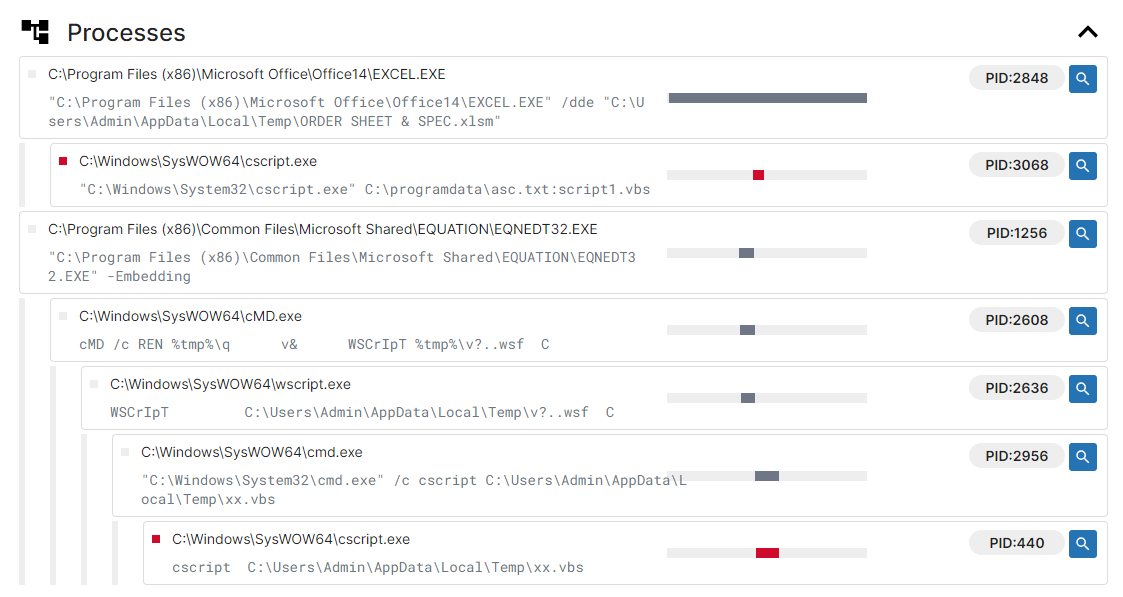 Processes
C:\Program Files (x86)\Microsoft Office\Office14\EXCEL.EXE
PID:2848
"C:\Program Files (x86)\Microsoft Office\Office14\EXCEL.EXE" /dde "C:\U
sers\Admin\AppData\Local\Temp\ORDER SHEET & SPEC.xlsm"
C:\Windows\SysWOW64\cscript.exe
PID:3068
"C:\Windows\System32\cscript.exe" C:\programdata\asc.txt:script1.vbs
C:\Program Files (x86)\Common Files\Microsoft Shared\EQUATION\EQNEDT32.EXE
PID:1256
"C:\Program Files (x86)\Common Files\Microsoft Shared\EQUATION\EQNEDT3
2.EXE" -Embedding
C:\Windows\SysWOW64\cMD.exe
PID:2608
cMD /c REN %tmp%\q      v&      WSCrIpT %tmp%\v?..wsf  C
C:\Windows\SysWOW64\wscript.exe
PID:2636
WSCrIpT         C:\Users\Admin\AppData\Local\Temp\v?..wsf  C
C:\Windows\SysWOW64\cmd.exe
PID:2956
"C:\Windows\System32\cmd.exe" /c cscript C:\Users\Admin\AppData\L
ocal\Temp\xx.vbs
C:\Windows\SysWOW64\cscript.exe
PID:440
cscript  C:\Users\Admin\AppData\Local\Temp\xx.vbs